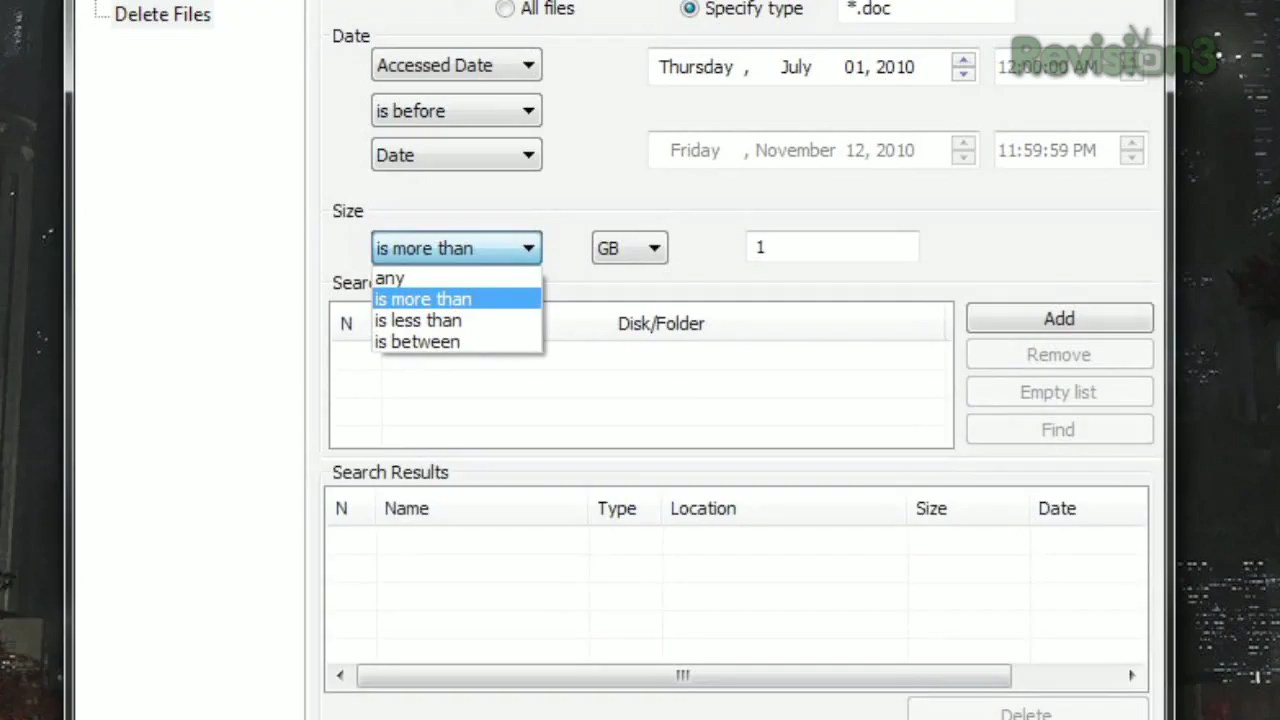 Delete Files
All files
Specify type
*.doc
Date
Accessed Date
Thursday , July 01, 2010
12:00:00 AM
Revision3
is before
Date
Friday , November 12, 2010
11:59:59 PM
Size
is more than
GB
1
any
is more than
is less than
is between
Sear
N
Disk/Folder
Add
Remove
Empty list
Find
Search Results
N Name Type Location Size Date
Delete